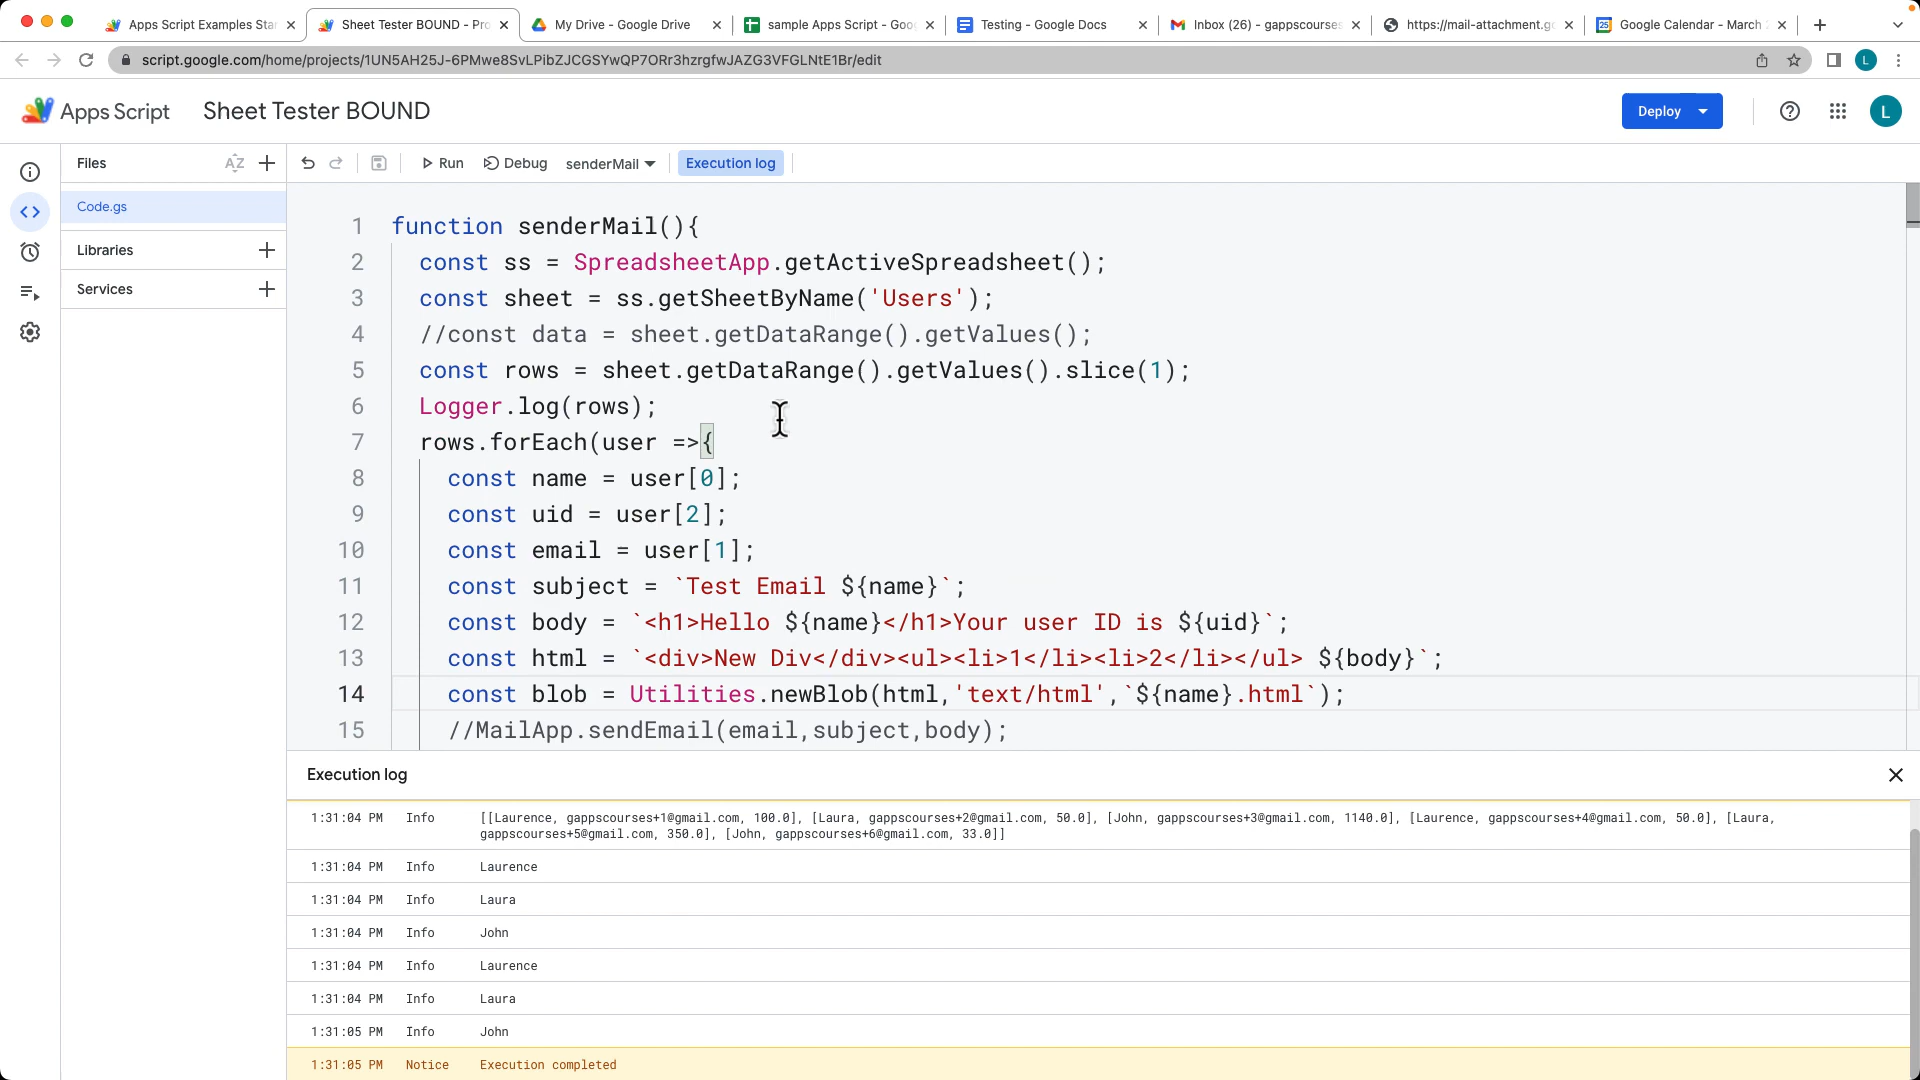 Apps Script Examples Star
Sheet Tester BOUND - Pro
My Drive - Google Drive
sample Apps Script - Goo
Testing - Google Docs
Inbox (26) - gappscourses
https://mail-attachment.go
Google Calendar - March
script.google.com/home/projects/1UN5AH25J-6PMwe8SvLPibZJCGSYwQP7ORr3hzrgfwJAZG3VFGLNtE1Br/edit
L
Apps Script
Sheet Tester BOUND
Deploy
L
Files
AZ
Run
Debug
senderMail
Execution log
Code.gs
Libraries
Services
1 function senderMail(){
2 const ss = SpreadsheetApp.getActiveSpreadsheet();
3 const sheet = ss.getSheetByName('Users');
4 //const data = sheet.getDataRange().getValues();
5 const rows = sheet.getDataRange().getValues().slice(1);
6 Logger.log(rows);
7 rows.forEach(user =>{
8 const name = user[0];
9 const uid = user[2];
10 const email = user[1];
11 const subject = `Test Email ${name}`;
12 const body = `<h1>Hello ${name}</h1>Your user ID is ${uid}`;
13 const html = `<div>New Div</div><ul><li>1</li><li>2</li></ul> ${body}`;
14 const blob = Utilities.newBlob(html,'text/html',`${name}.html`);
15 //MailApp.sendEmail(email,subject,body);
Execution log
1:31:04 PM Info [[Laurence, gappscourses+1@gmail.com, 100.0], [Laura, gappscourses+2@gmail.com, 50.0], [John, gappscourses+3@gmail.com, 1140.0], [Laurence, gappscourses+4@gmail.com, 50.0], [Laura,
gappscourses+5@gmail.com, 350.0], [John, gappscourses+6@gmail.com, 33.0]]
1:31:04 PM Info Laurence
1:31:04 PM Info Laura
1:31:04 PM Info John
1:31:04 PM Info Laurence
1:31:04 PM Info Laura
1:31:05 PM Info John
1:31:05 PM Notice Execution completed